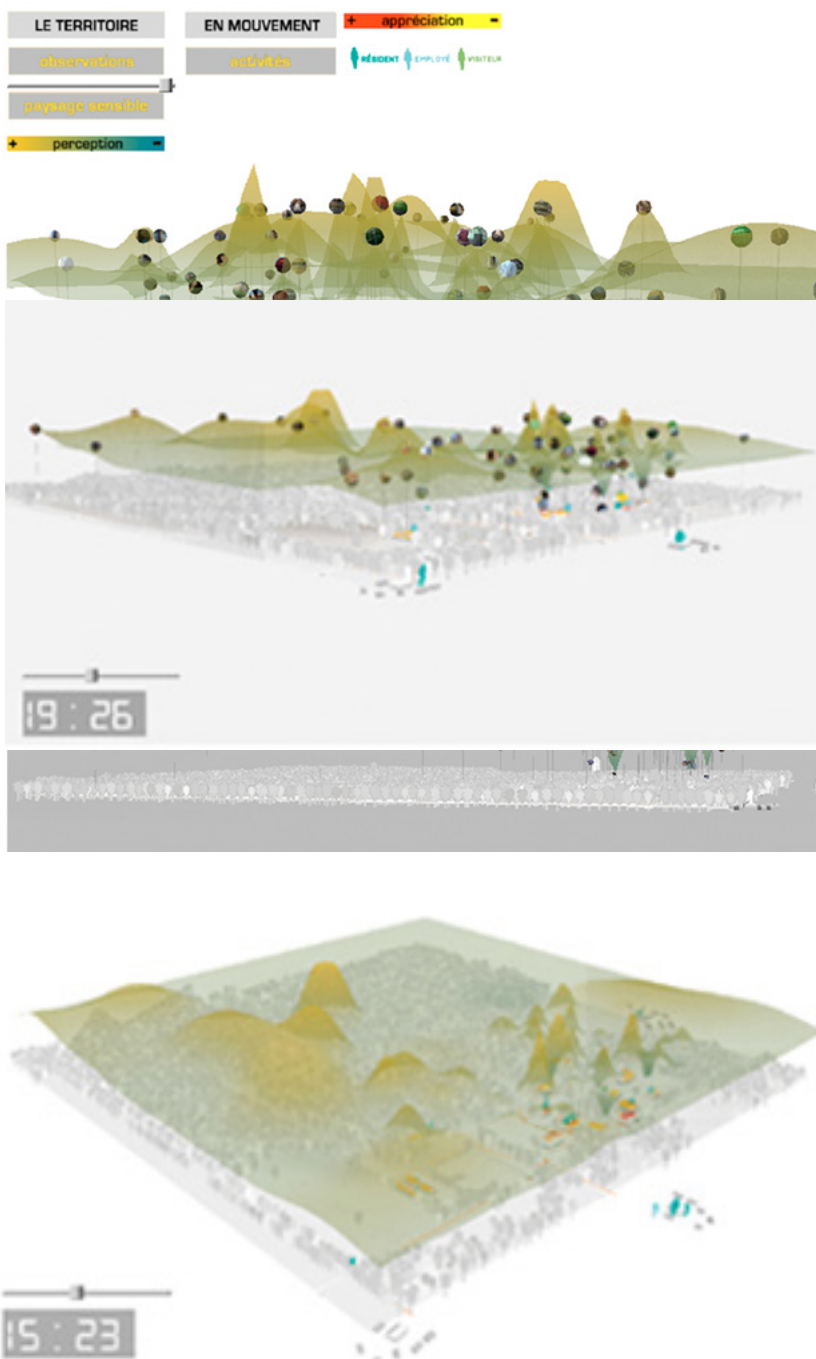 LE TERRITOIRE
EN MOUVEMENT
+ appréciation -
observations
activités
RÉSIDENT EMPLOYÉ VISITEUR
paysage sensible
+ perception -
19 : 26
15 : 23